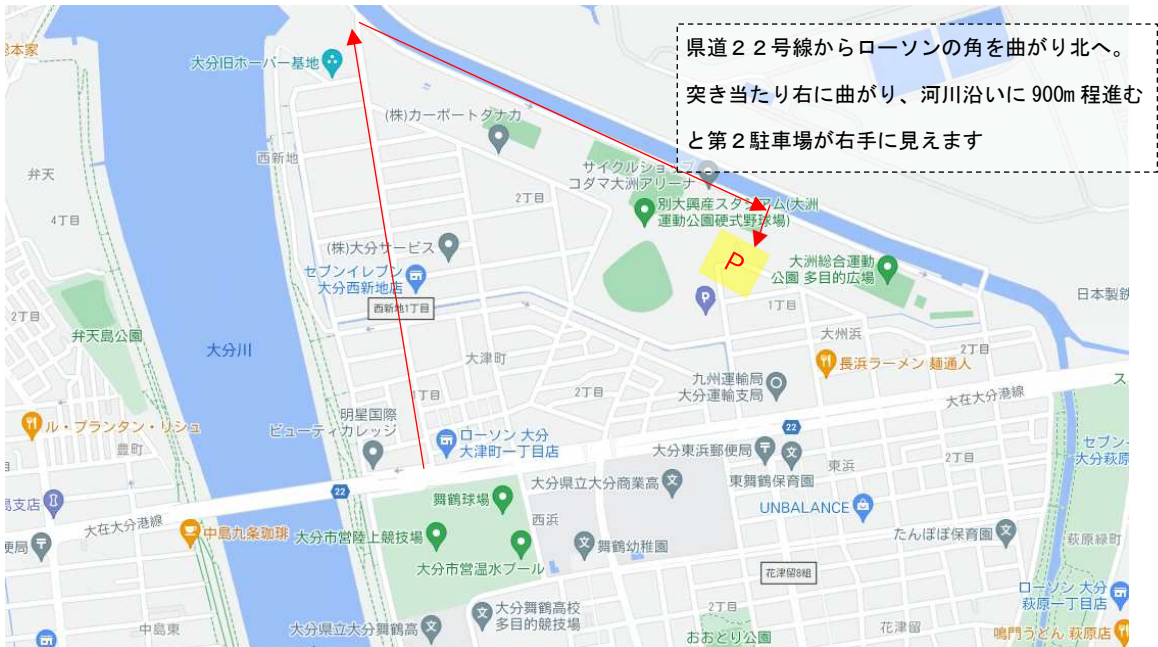 県道２２号線からローソンの角を曲がり北へ。
突き当たり右に曲がり、河川沿いに 900m 程進む
と第２駐車場が右手に見えます
本家
大分旧ホーバー基地
(株)カーポートタナカ
西新地
弁天
4丁目
サイクルショップ
コダマ大洲アリーナ
2丁目
別大興産スタジアム(大洲
運動公園硬式野球場)
(株)大分サービス
P
大洲総合運動
公園 多目的広場
セブンイレブン
大分西新地店
P
西新地1丁目
1丁目
日本製鉄
2丁目
弁天島公園
大分川
大州浜
2丁目
大津町
長浜ラーメン 麺通人
九州運輸局
大分運輸支局
ス
1丁目
2丁目
大在大分港線
明星国際
ビューティカレッジ
ル・プランタン・リシュ
豊町
ローソン 大分
大津町一丁目店
22
大分東浜郵便局
東浜
2丁目
セブン-
大分萩原
大分県立大分商業高
東舞鶴保育園
22
舞鶴球場
島支店
西浜
UNBALANCE
大在大分港線
中島九条珈琲
大分市営陸上競技場
たんぽぽ保育園
萩原緑町
便局
舞鶴幼稚園
大分市営温水プール
花津留8組
ローソン 大分
萩原一丁目店
大分舞鶴高校
多目的競技場
2丁目
中島東
大分県立大分舞鶴高
おおとり公園
花津留
鳴門うどん 萩原店